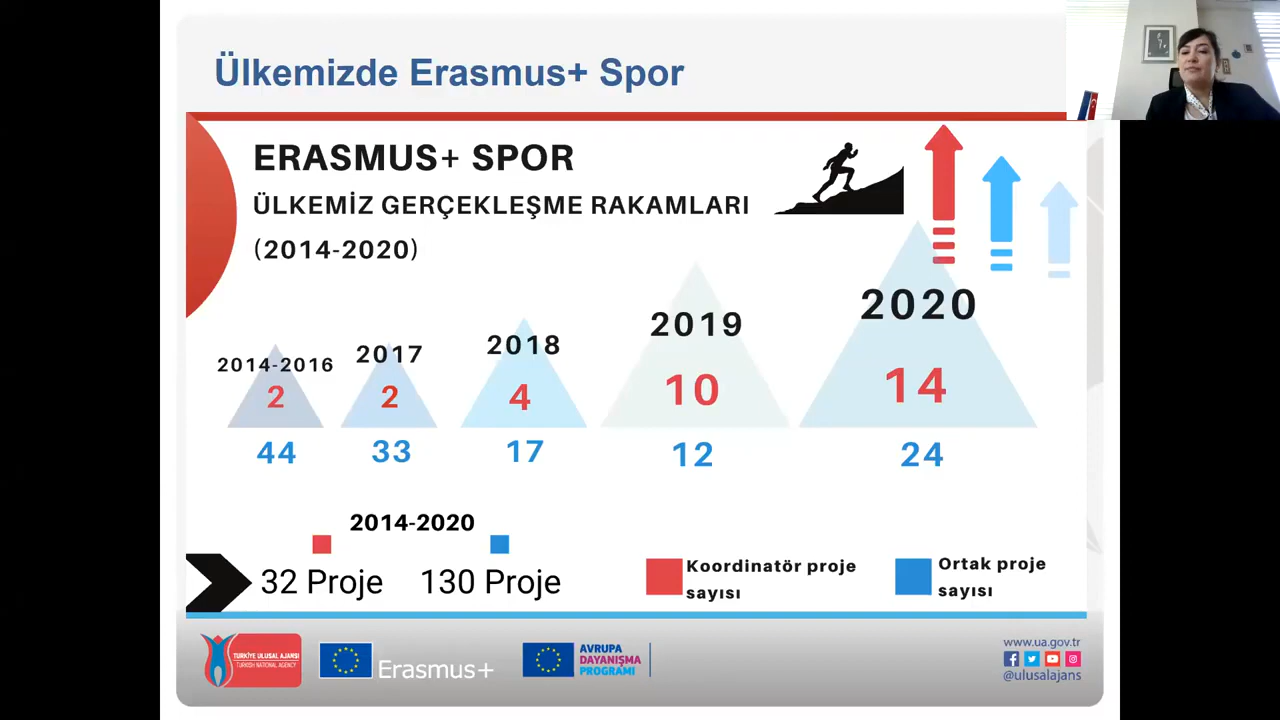 Ülkemizde Erasmus+ Spor
ERASMUS+ SPOR
ÜLKEMİZ GERÇEKLEŞME RAKAMLARI
(2014-2020)
2014-2016
2
44
2017
2
33
2018
4
17
2019
10
12
2020
14
24
2014-2020
32 Proje
130 Proje
Koordinatör proje
sayısı
Ortak proje
sayısı
TÜRKİYE ULUSAL AJANSI
TURKISH NATIONAL AGENCY
Erasmus+
AVRUPA
DAYANIŞMA
PROGRAMI
www.ua.gov.tr
@ulusalajans